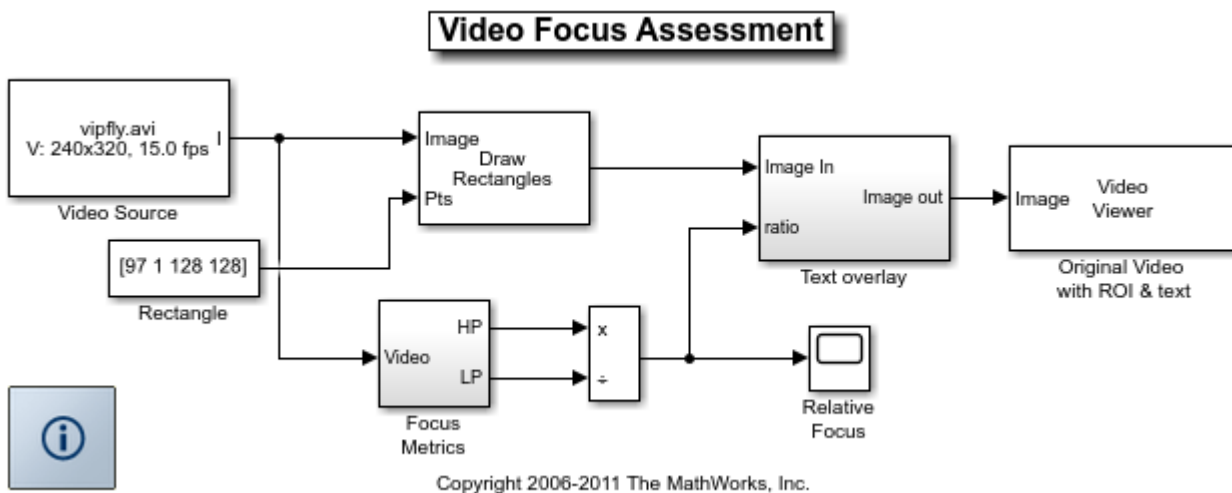 Video Focus Assessment
vipfly.avi
V: 240x320, 15.0 fps
I
Video Source
[97 1 128 128]
Rectangle
Image
Pts
Draw
Rectangles
Video
HP
LP
Focus
Metrics
x
÷
Image In
ratio
Image out
Text overlay
Relative
Focus
Image
Video
Viewer
Original Video
with ROI & text
Copyright 2006-2011 The MathWorks, Inc.